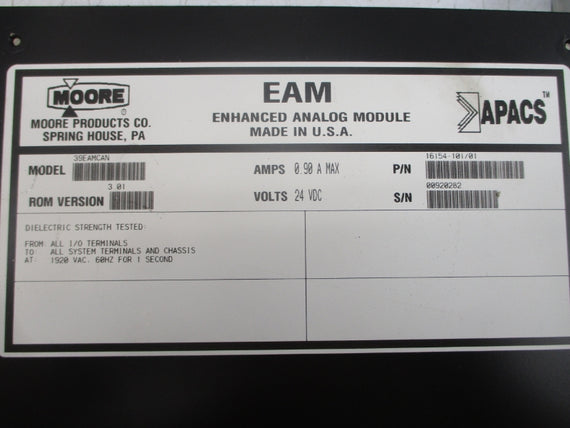 MOORE ®
MOORE PRODUCTS CO.
SPRING HOUSE, PA
EAM
ENHANCED ANALOG MODULE
MADE IN U.S.A.
APACS™
MODEL 39EAMCAN
AMPS 0.90 A MAX
P/N 16154-101/01
ROM VERSION 3.01
VOLTS 24 VDC
S/N 00920282
DIELECTRIC STRENGTH TESTED:
FROM: ALL I/O TERMINALS
TO: ALL SYSTEM TERMINALS AND CHASSIS
AT: 1920 VAC. 60HZ FOR 1 SECOND